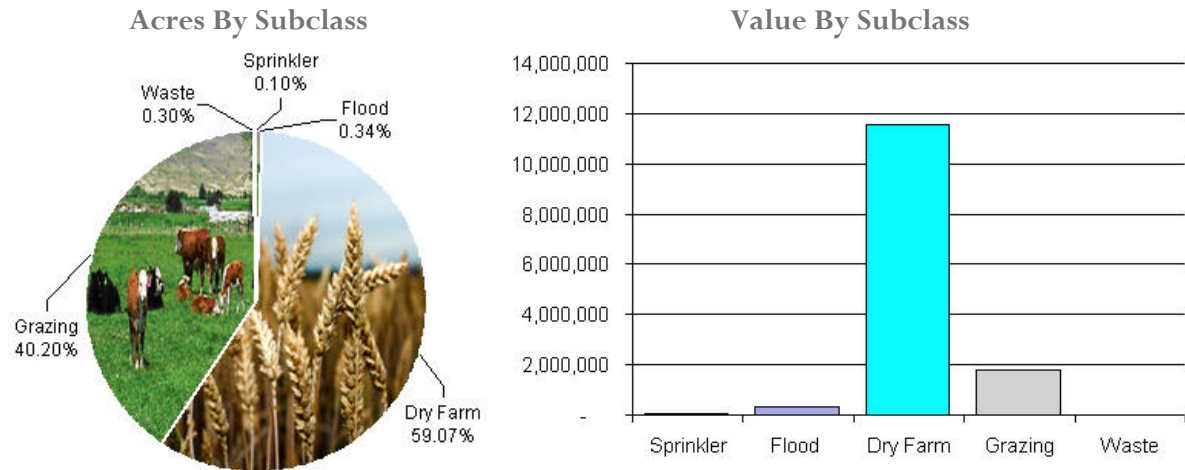 Acres By Subclass
Sprinkler
0.10%
Waste
0.30%
Flood
0.34%
Grazing
40.20%
Dry Farm
59.07%
Value By Subclass
14,000,000
12,000,000
10,000,000
8,000,000
6,000,000
4,000,000
2,000,000
-
Sprinkler Flood Dry Farm Grazing Waste